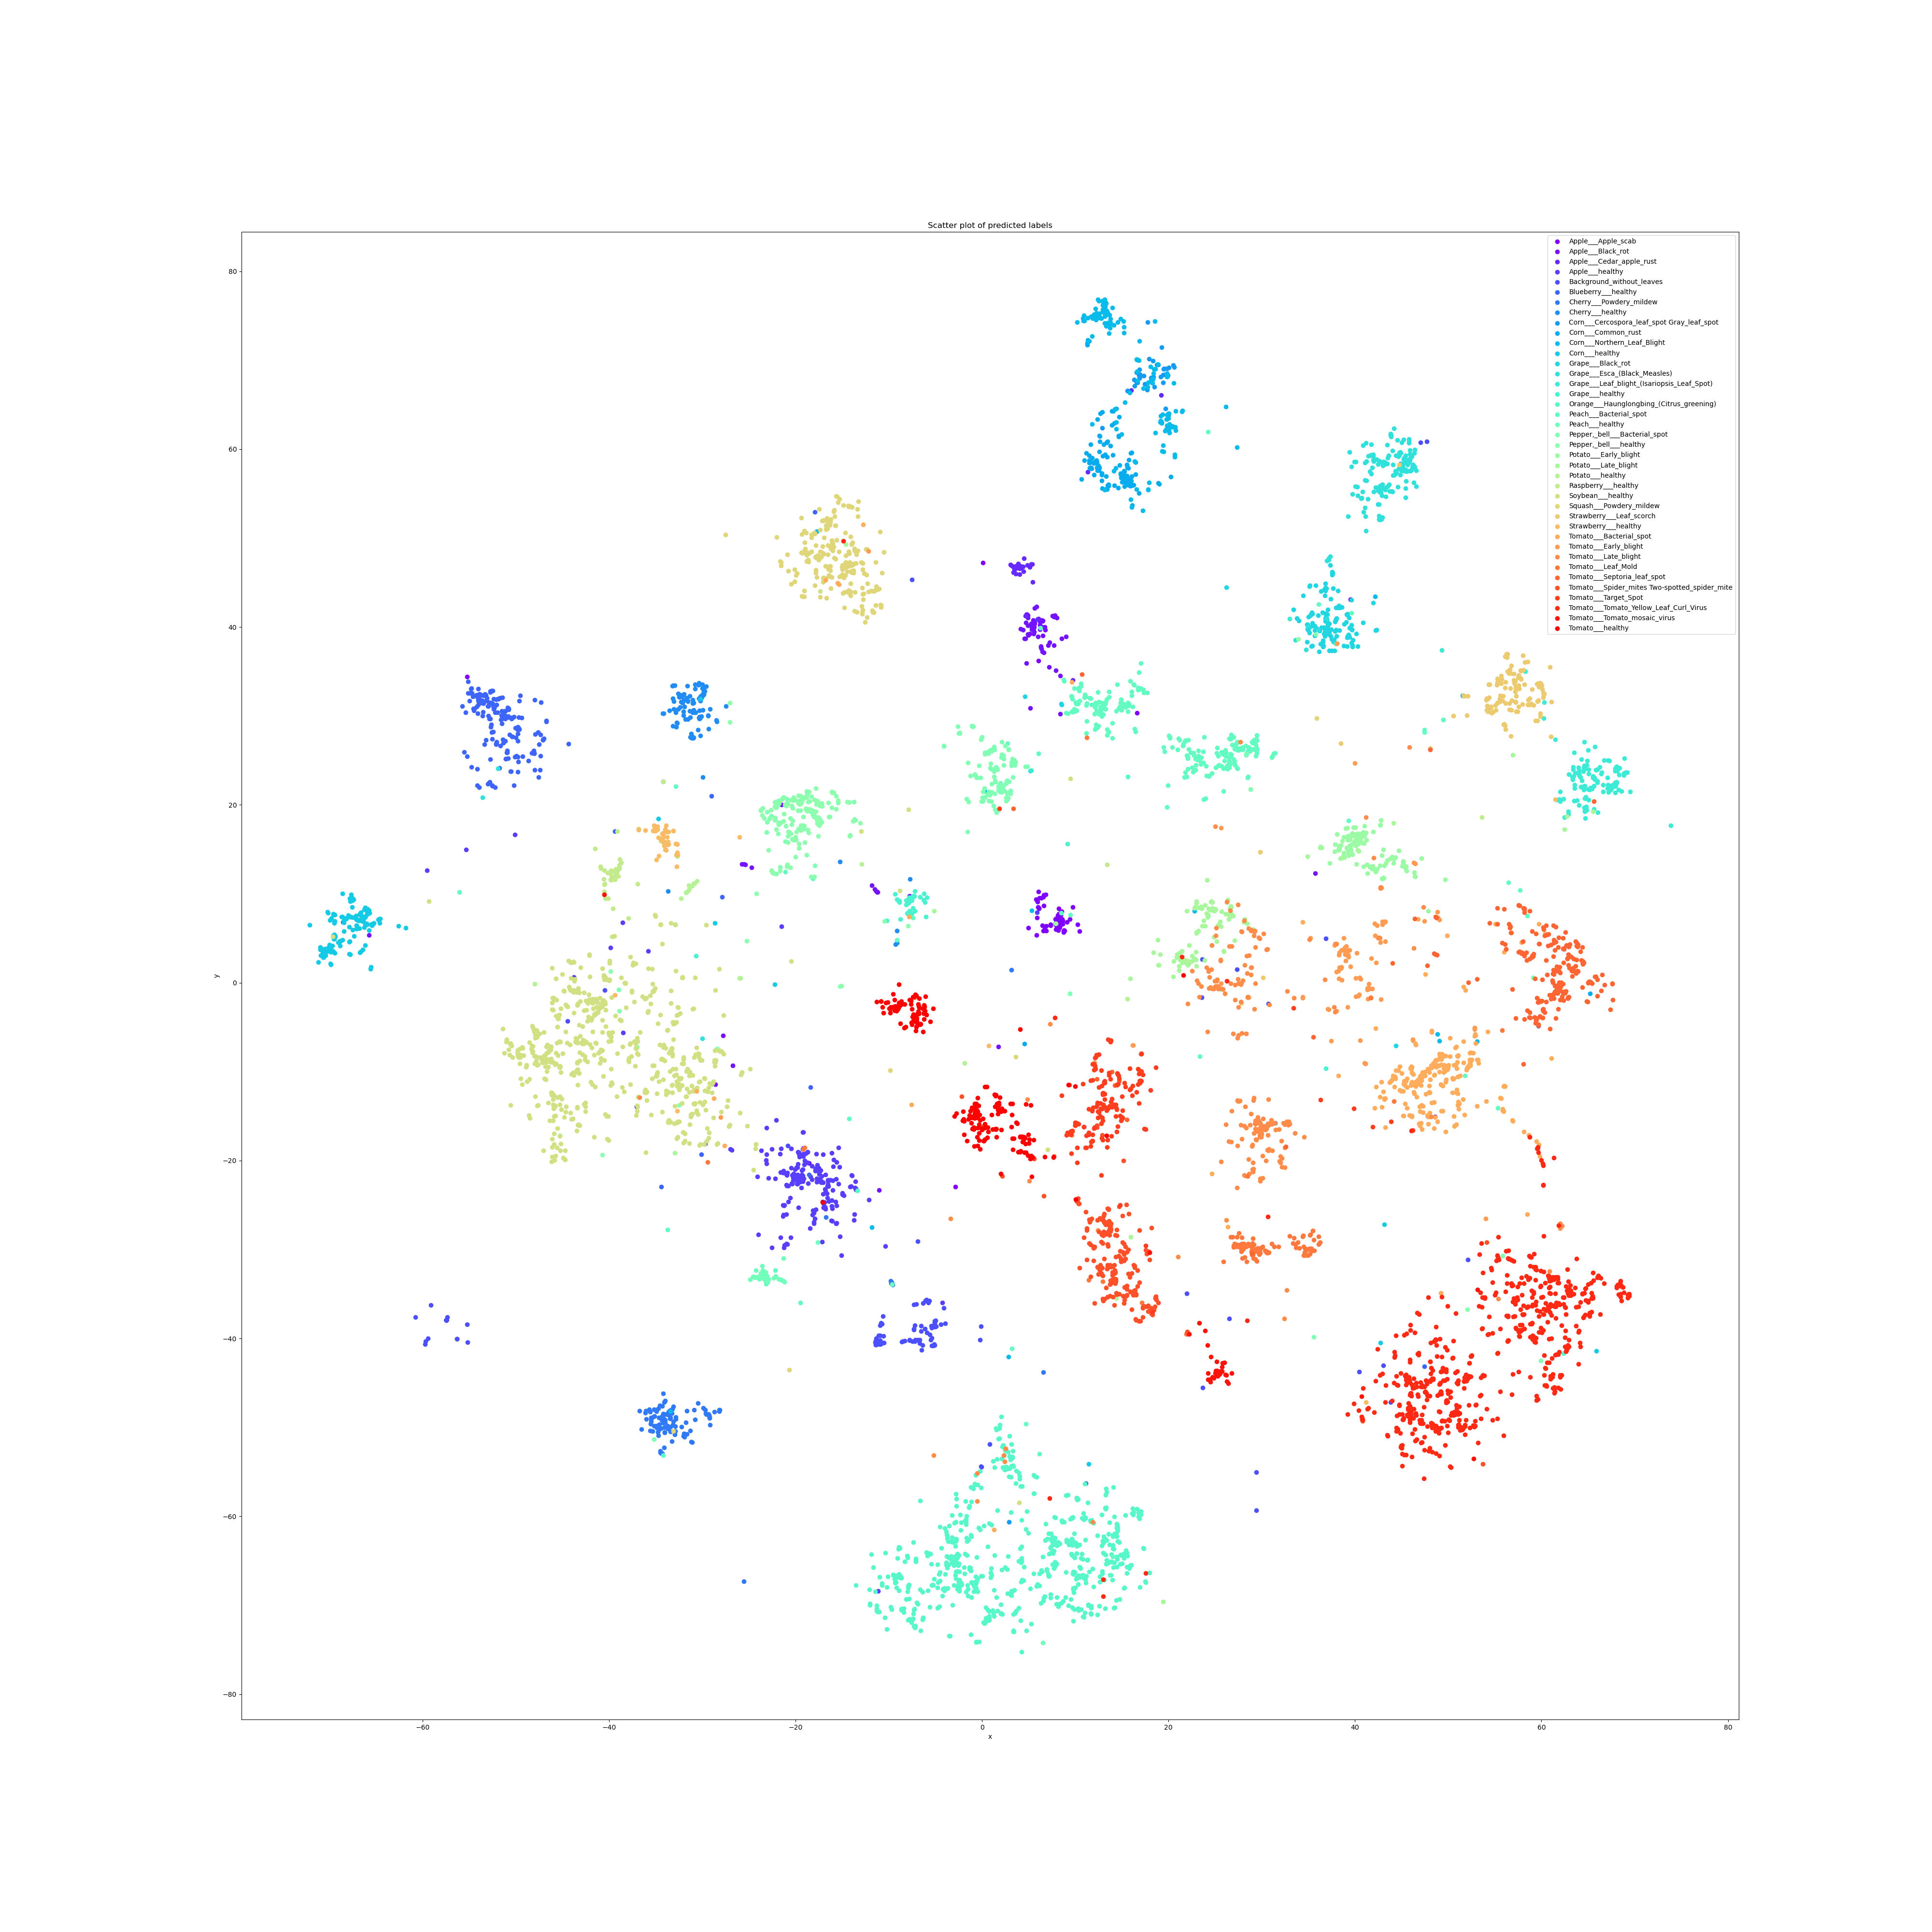 Scatter plot of predicted labels
Apple___Apple_scab
Apple___Black_rot
Apple___Cedar_apple_rust
Apple___healthy
Background_without_leaves
Blueberry___healthy
Cherry___Powdery_mildew
Cherry___healthy
Corn___Cercospora_leaf_spot Gray_leaf_spot
Corn___Common_rust
Corn___Northern_Leaf_Blight
Corn___healthy
Grape___Black_rot
Grape___Esca_(Black_Measles)
Grape___Leaf_blight_(Isariopsis_Leaf_Spot)
Grape___healthy
Orange___Haunglongbing_(Citrus_greening)
Peach___Bacterial_spot
Peach___healthy
Pepper,_bell___Bacterial_spot
Pepper,_bell___healthy
Potato___Early_blight
Potato___Late_blight
Potato___healthy
Raspberry___healthy
Soybean___healthy
Squash___Powdery_mildew
Strawberry___Leaf_scorch
Strawberry___healthy
Tomato___Bacterial_spot
Tomato___Early_blight
Tomato___Late_blight
Tomato___Leaf_Mold
Tomato___Septoria_leaf_spot
Tomato___Spider_mites Two-spotted_spider_mite
Tomato___Target_Spot
Tomato___Tomato_Yellow_Leaf_Curl_Virus
Tomato___Tomato_mosaic_virus
Tomato___healthy
80
60
40
20
0
−20
−40
−60
−80
y
−60 −40 −20 0 20 40 60 80
x